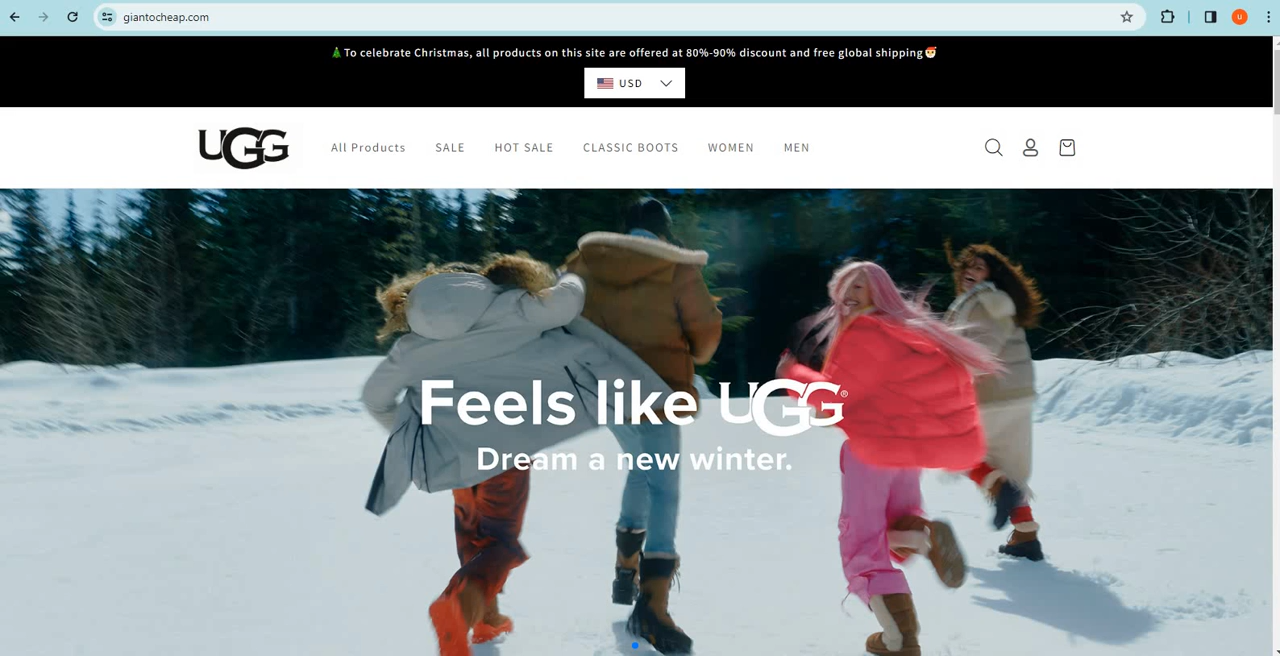 giantocheap.com
u
🎄To celebrate Christmas, all products on this site are offered at 80%-90% discount and free global shipping🎅
USD
UGG All Products SALE HOT SALE CLASSIC BOOTS WOMEN MEN
Feels like UGG®
Dream a new winter.